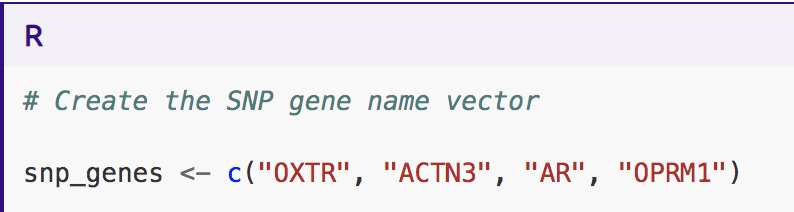 R
# Create the SNP gene name vector
snp_genes <- c("OXTR", "ACTN3", "AR", "OPRM1")